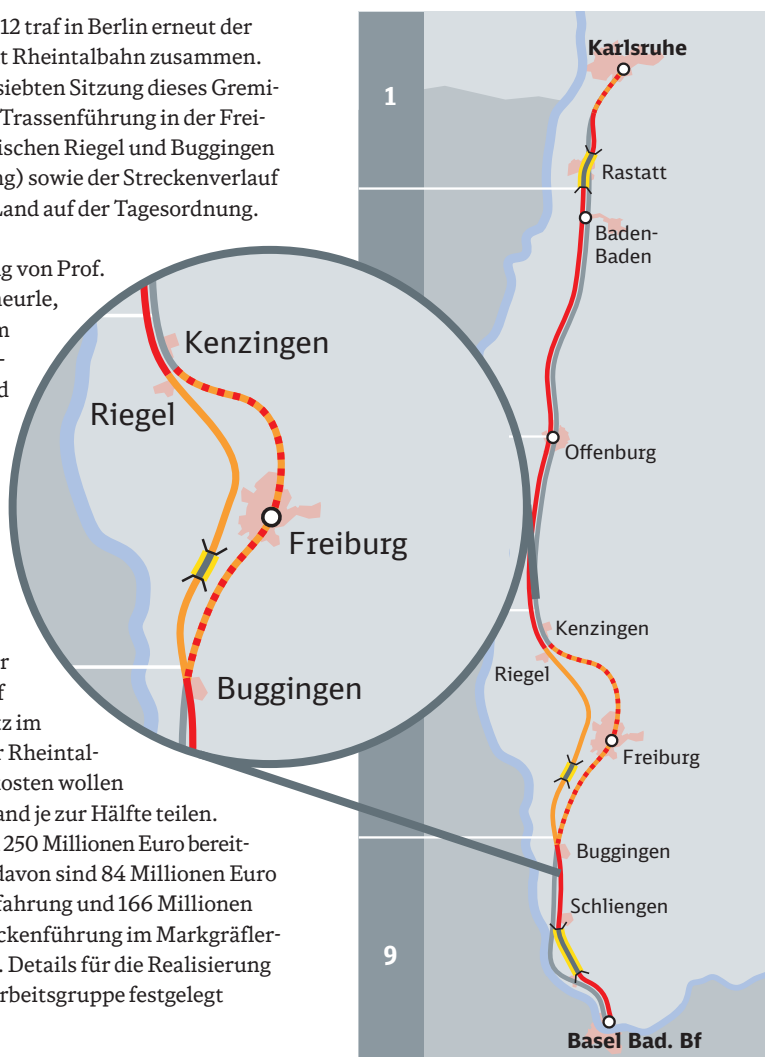 12 traf in Berlin erneut der
t Rheintalbahn zusammen.
siebten Sitzung dieses Gremi-
Trassenführung in der Frei-
ischen Riegel und Buggingen
ng) sowie der Streckenverlauf
Land auf der Tagesordnung.
g von Prof.
heurle,
m
-
d
r
f
tz im
r Rheintal-
osten wollen
and je zur Hälfte teilen.
250 Millionen Euro bereit-
davon sind 84 Millionen Euro
fahrung und 166 Millionen
ckenführung im Markgräfler-
. Details für die Realisierung
rbeitsgruppe festgelegt
Kenzingen
Riegel
Freiburg
Buggingen
1
9
Karlsruhe
Rastatt
Baden-
Baden
Offenburg
Kenzingen
Riegel
Freiburg
Buggingen
Schliengen
Basel Bad. Bf